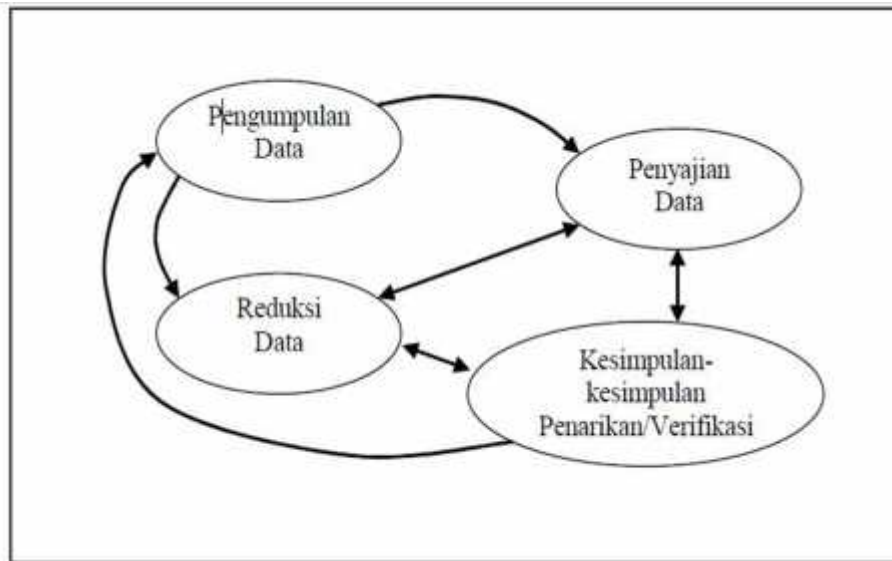 Pengumpulan
Data
Penyajian
Data
Reduksi
Data
Kesimpulan-
kesimpulan
Penarikan/Verifikasi